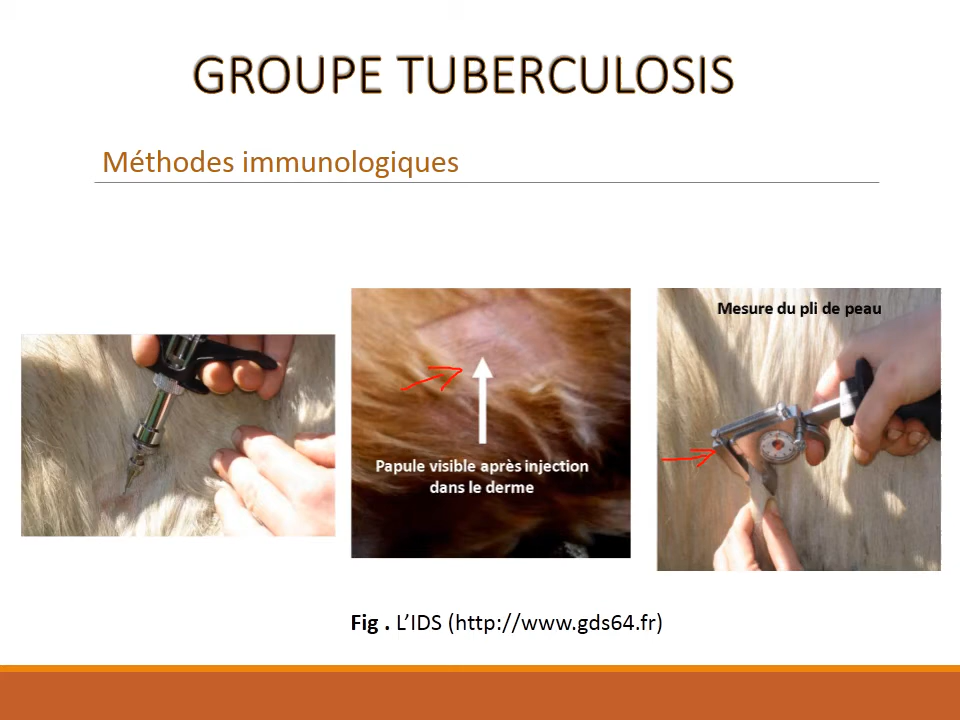 GROUPE TUBERCULOSIS
Méthodes immunologiques
Mesure du pli de peau
Papule visible après injection
dans le derme
Fig . L’IDS (http://www.gds64.fr)